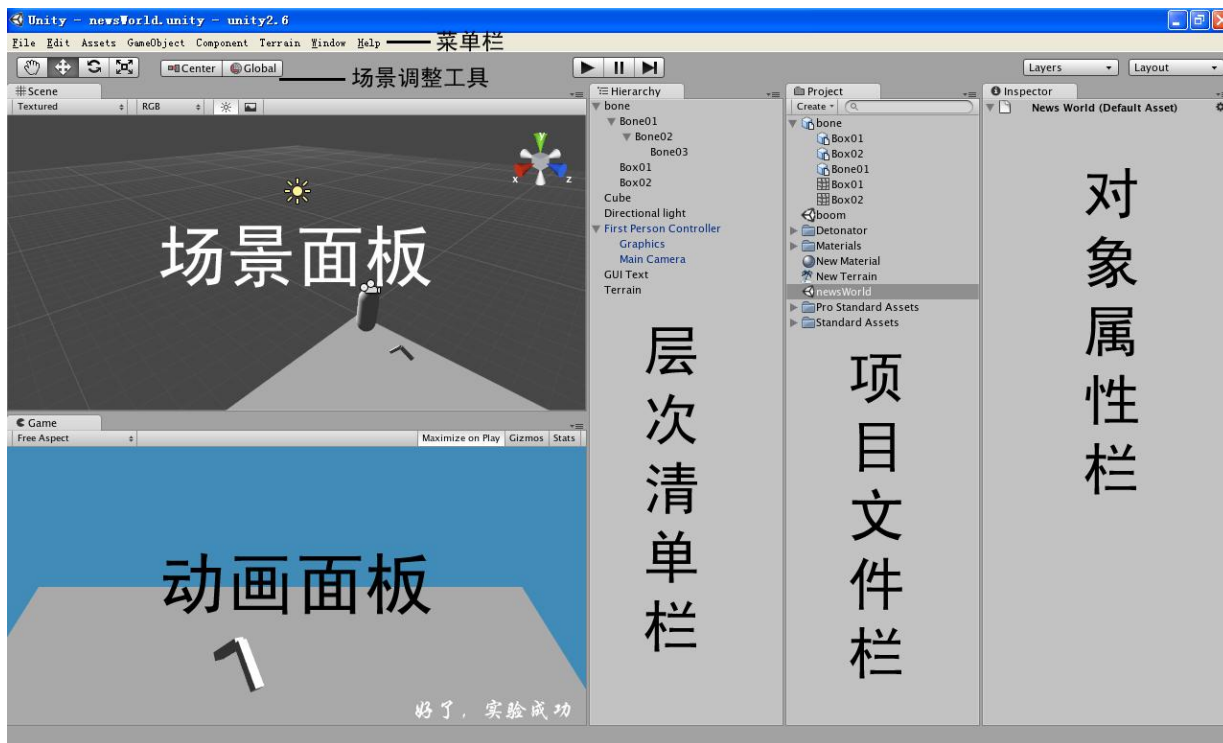 Unity - newsWorld.unity - unity2.6
File Edit Assets GameObject Component Terrain Window Help
菜单栏
Center Global
场景调整工具
Layers
Layout
Scene
Textured
RGB
场景面板
y
x
z
Game
Free Aspect
Maximize on Play Gizmos Stats
动画面板
好了，实验成功
Hierarchy
bone
Bone01
Bone02
Bone03
Box01
Box02
Cube
Directional light
First Person Controller
Graphics
Main Camera
GUI Text
Terrain
层次清单栏
Project
Create
bone
Box01
Box02
Bone01
Box01
Box02
boom
Detonator
Materials
New Material
New Terrain
newsWorld
Pro Standard Assets
Standard Assets
项目文件栏
Inspector
News World (Default Asset)
对象属性栏